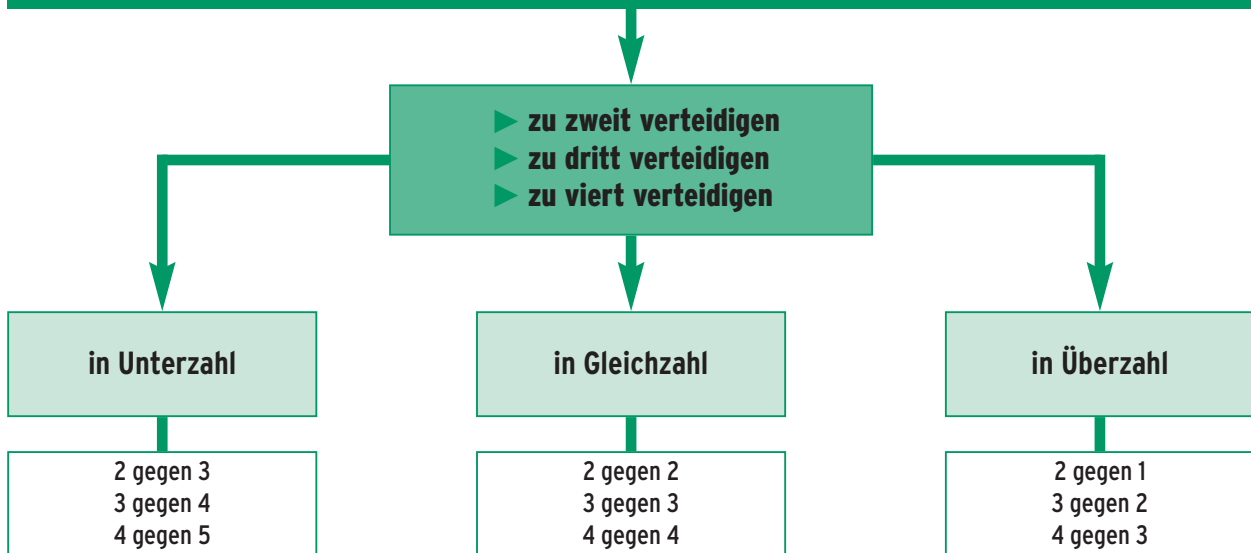 ▶ zu zweit verteidigen
▶ zu dritt verteidigen
▶ zu viert verteidigen
in Unterzahl
in Gleichzahl
in Überzahl
2 gegen 3
3 gegen 4
4 gegen 5
2 gegen 2
3 gegen 3
4 gegen 4
2 gegen 1
3 gegen 2
4 gegen 3